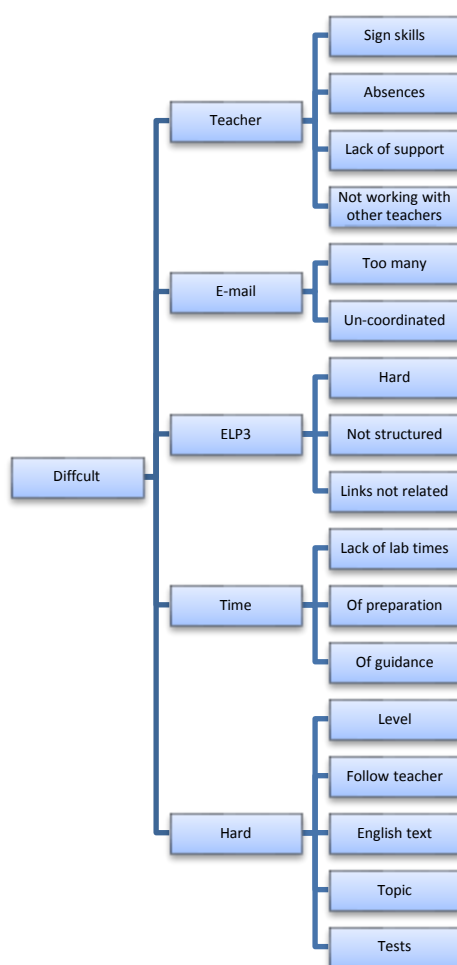 Diffcult
Teacher
Sign skills
Absences
Lack of support
Not working with
other teachers
E-mail
Too many
Un-coordinated
ELP3
Hard
Not structured
Links not related
Time
Lack of lab times
Of preparation
Of guidance
Hard
Level
Follow teacher
English text
Topic
Tests